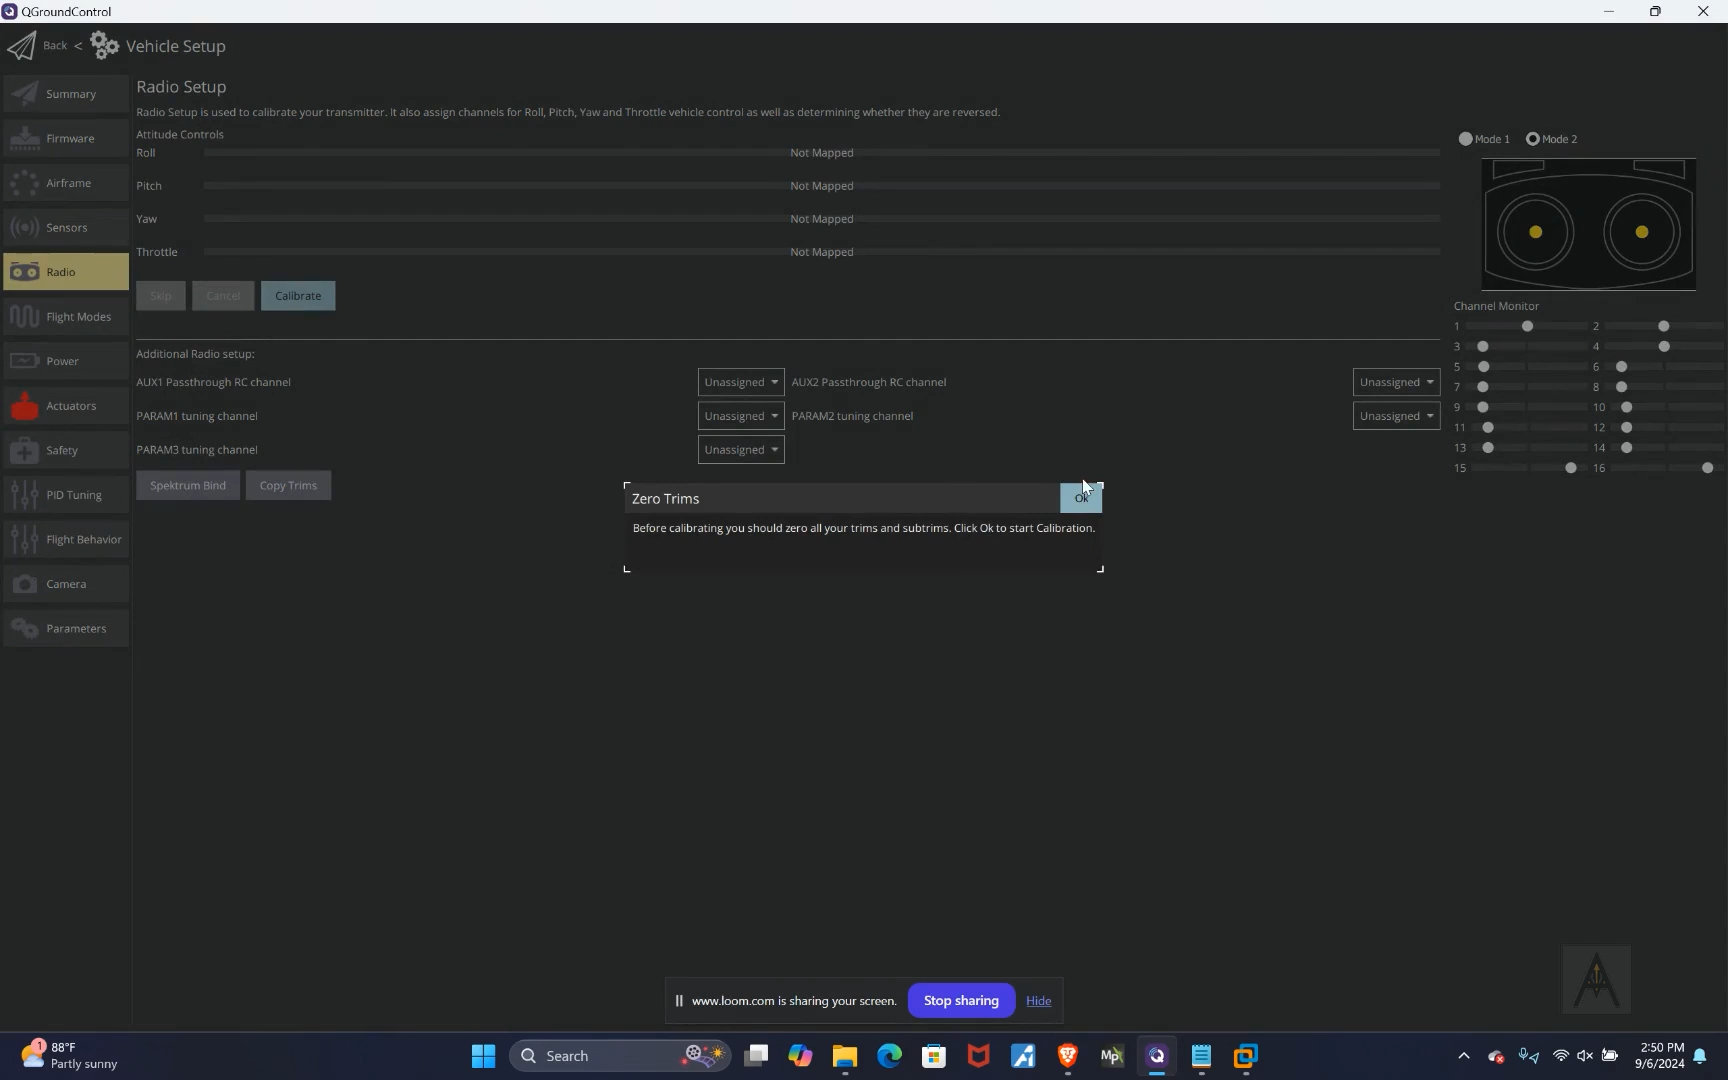 QGroundControl
Back < Vehicle Setup
Summary
Firmware
Airframe
Sensors
Radio
Flight Modes
Power
Actuators
Safety
PID Tuning
Flight Behavior
Camera
Parameters
Radio Setup
Radio Setup is used to calibrate your transmitter. It also assign channels for Roll, Pitch, Yaw and Throttle vehicle control as well as determining whether they are reversed.
Attitude Controls
Roll Not Mapped
Pitch Not Mapped
Yaw Not Mapped
Throttle Not Mapped
Skip Cancel Calibrate
Additional Radio setup:
AUX1 Passthrough RC channel Unassigned AUX2 Passthrough RC channel Unassigned
PARAM1 tuning channel Unassigned PARAM2 tuning channel Unassigned
PARAM3 tuning channel Unassigned
Spektrum Bind Copy Trims
Mode 1 Mode 2
Channel Monitor
1 2
3 4
5 6
7 8
9 10
11 12
13 14
15 16
Zero Trims Ok
Before calibrating you should zero all your trims and subtrims. Click Ok to start Calibration.
www.loom.com is sharing your screen. Stop sharing Hide
1
88°F
Partly sunny
Search
Mp
2:50 PM
9/6/2024